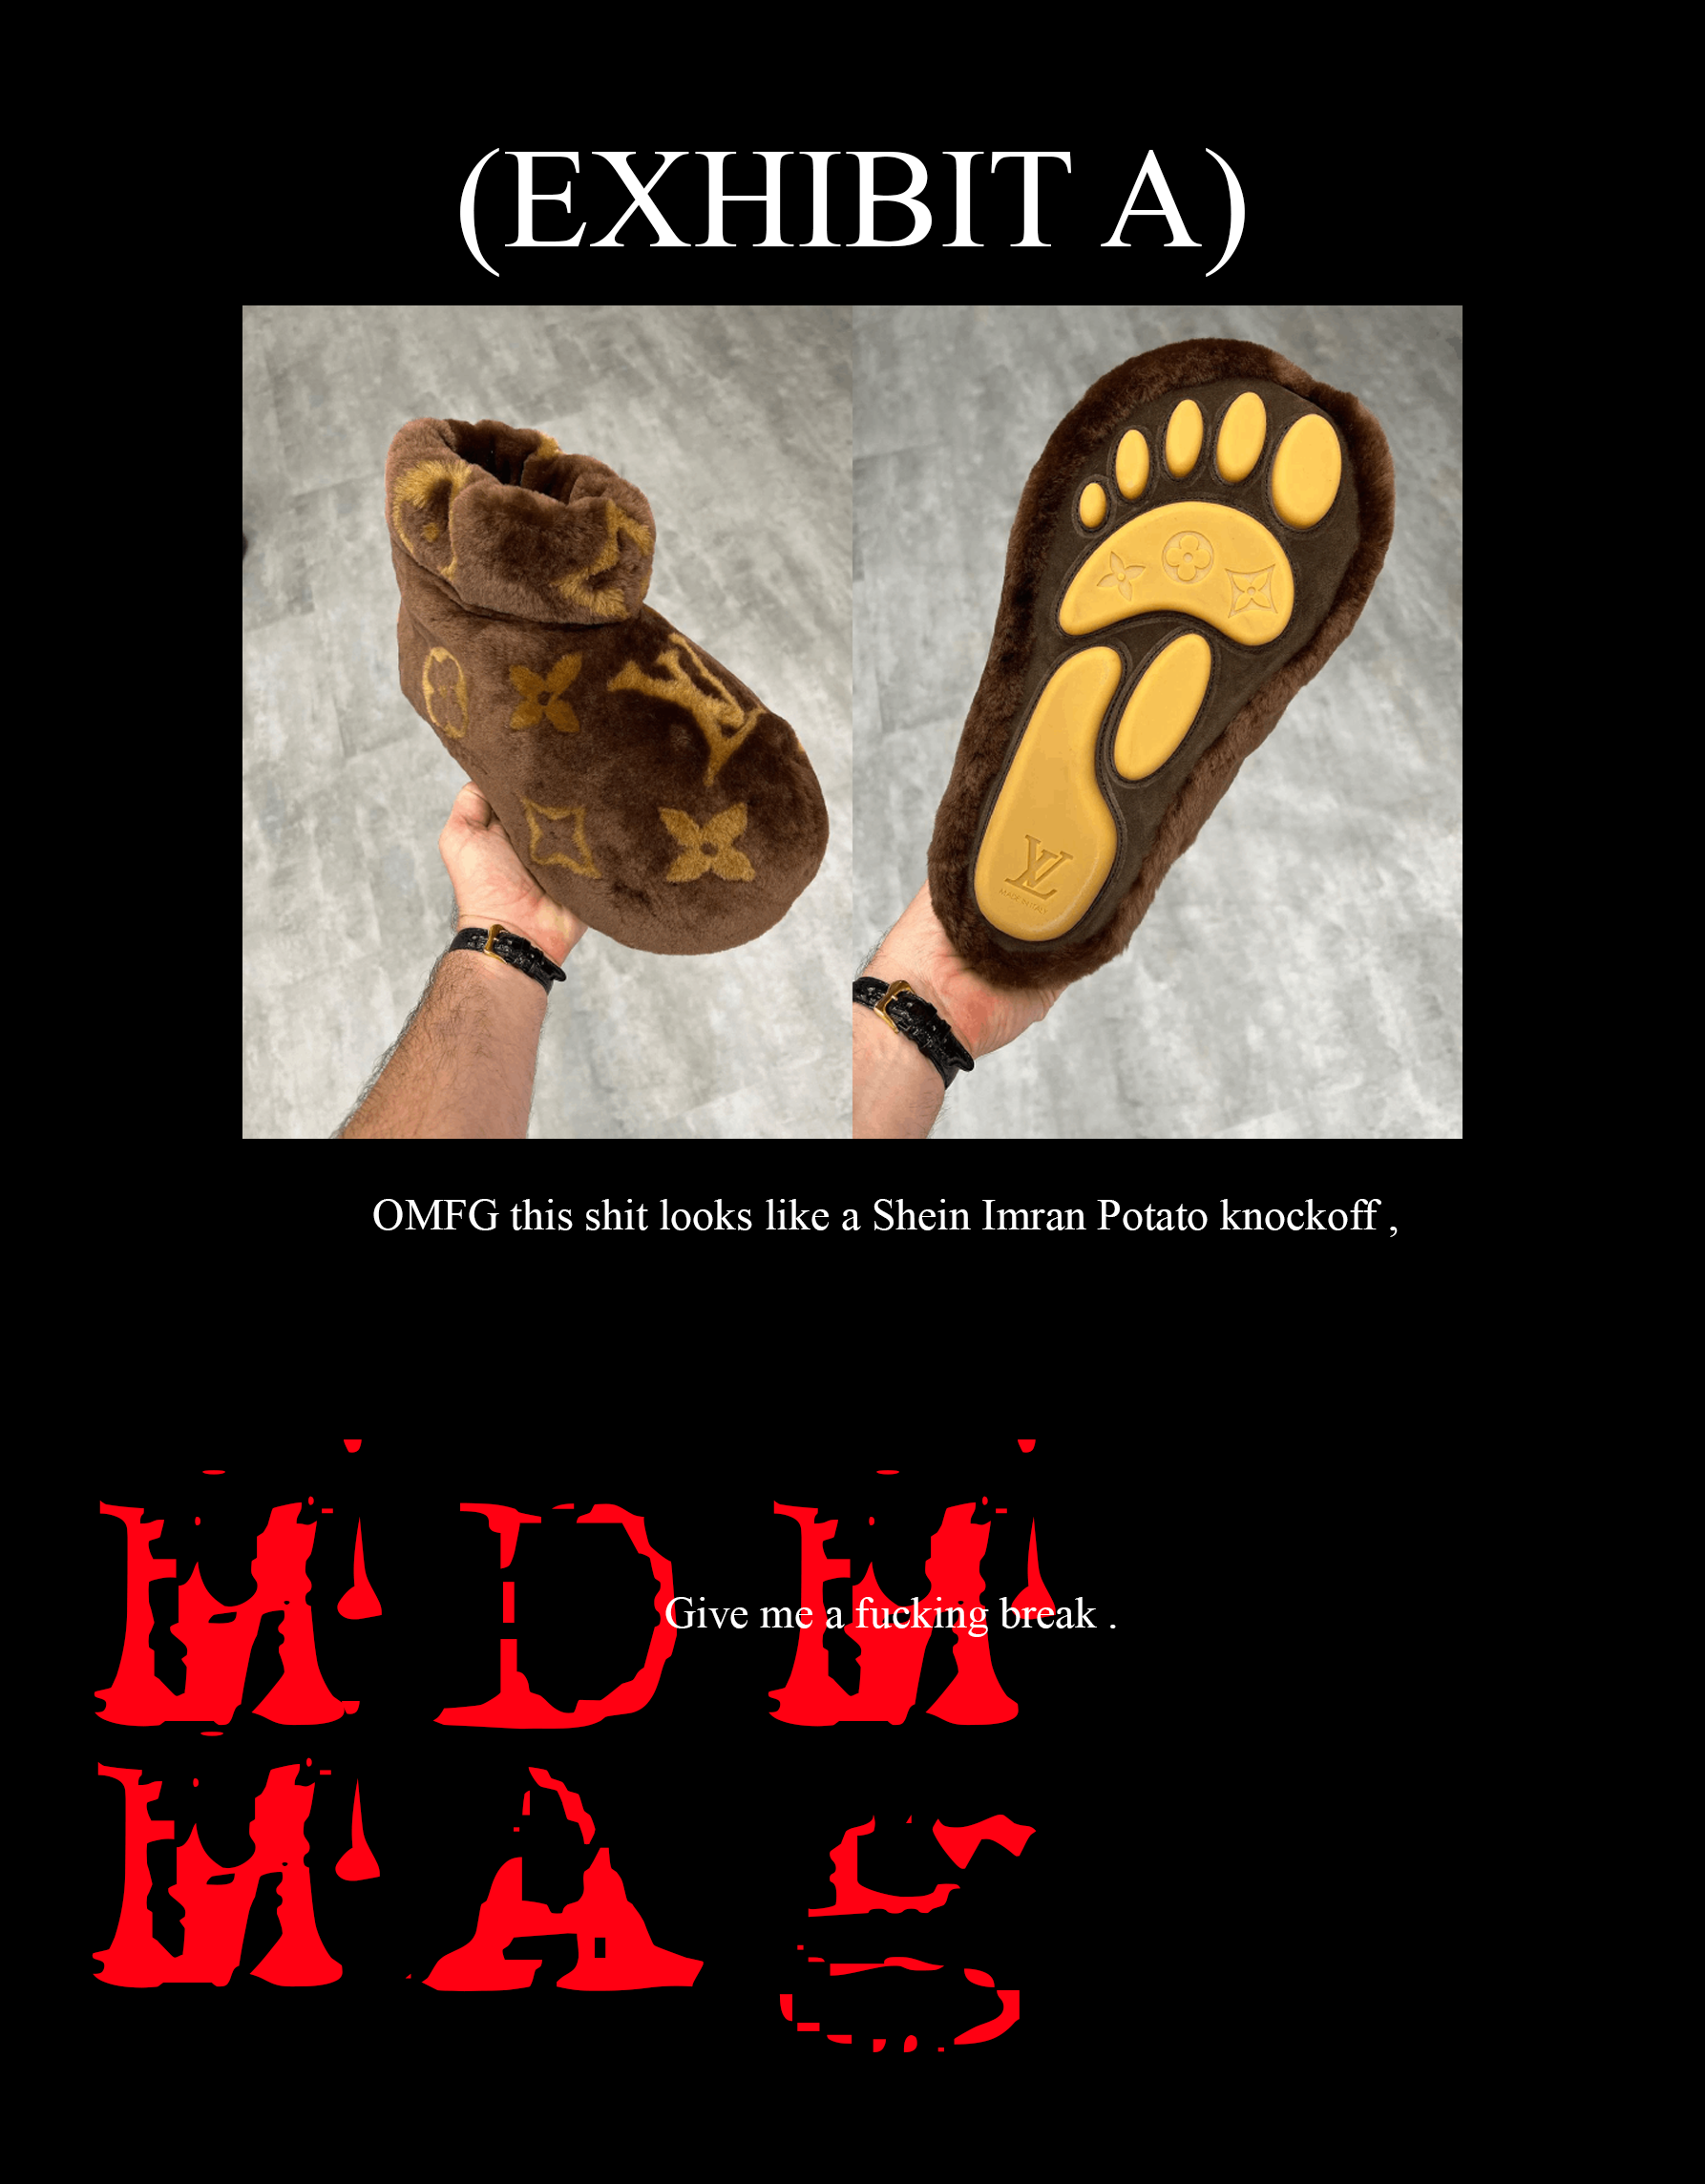 (EXHIBIT A)
LV
MADE IN ITALY
OMFG this shit looks like a Shein Imran Potato knockoff ,
Give me a fucking break .
MDM
MAg